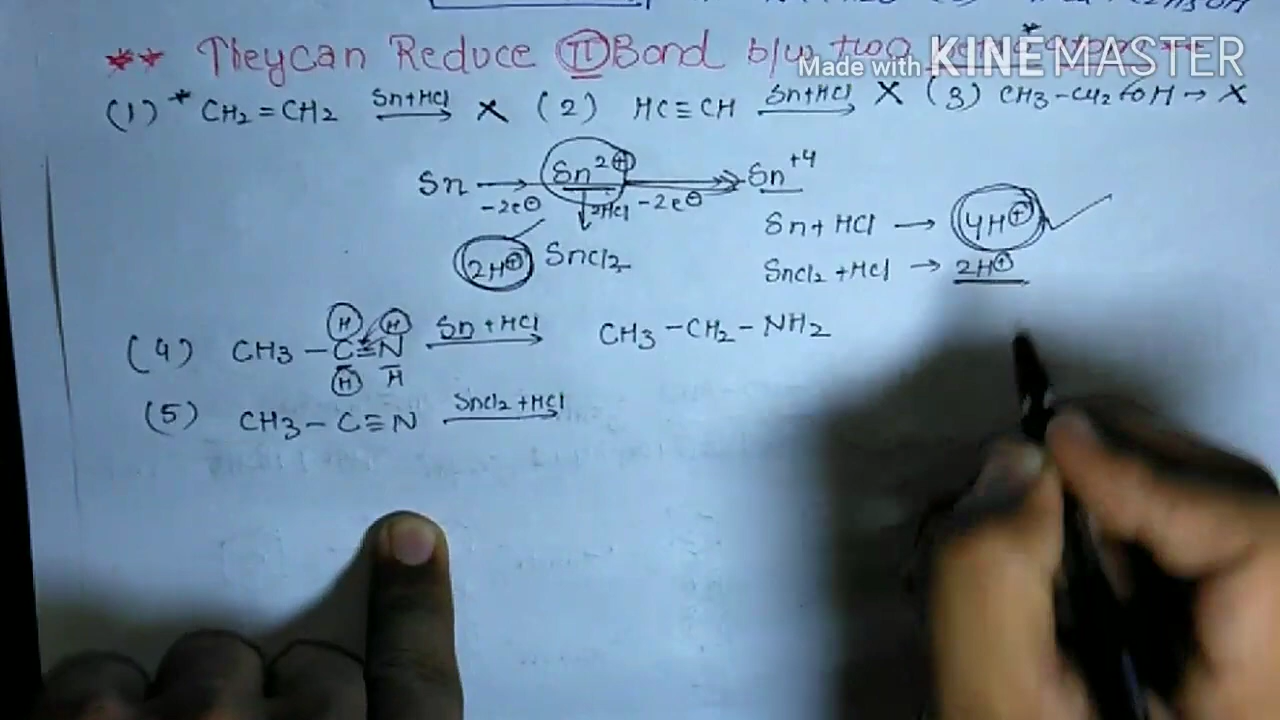 ** They can Reduce π Bond b/w two
Made with KINEMASTER
(1) * CH2 = CH2 Sn+HCl → X (2) HC≡CH Sn+HCl → X (3) CH3-CH2 → X
Sn → -2e⊖ Sn2⊕ → -2e⊖ Sn+4
↓2HCl
2H⊕ SnCl2
Sn + HCl → 4H⊕ ✓
SnCl2 + HCl → 2H⊕
(4) CH3 - C≡N Sn + HCl → CH3 - CH2 - NH2
H H
H H
(5) CH3 - C≡N SnCl2 + HCl →